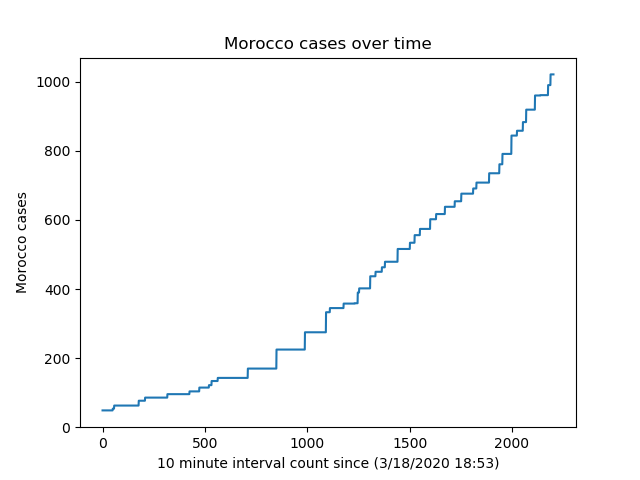 Morocco cases over time
1000
800
600
400
200
0
Morocco cases
0 500 1000 1500 2000
10 minute interval count since (3/18/2020 18:53)